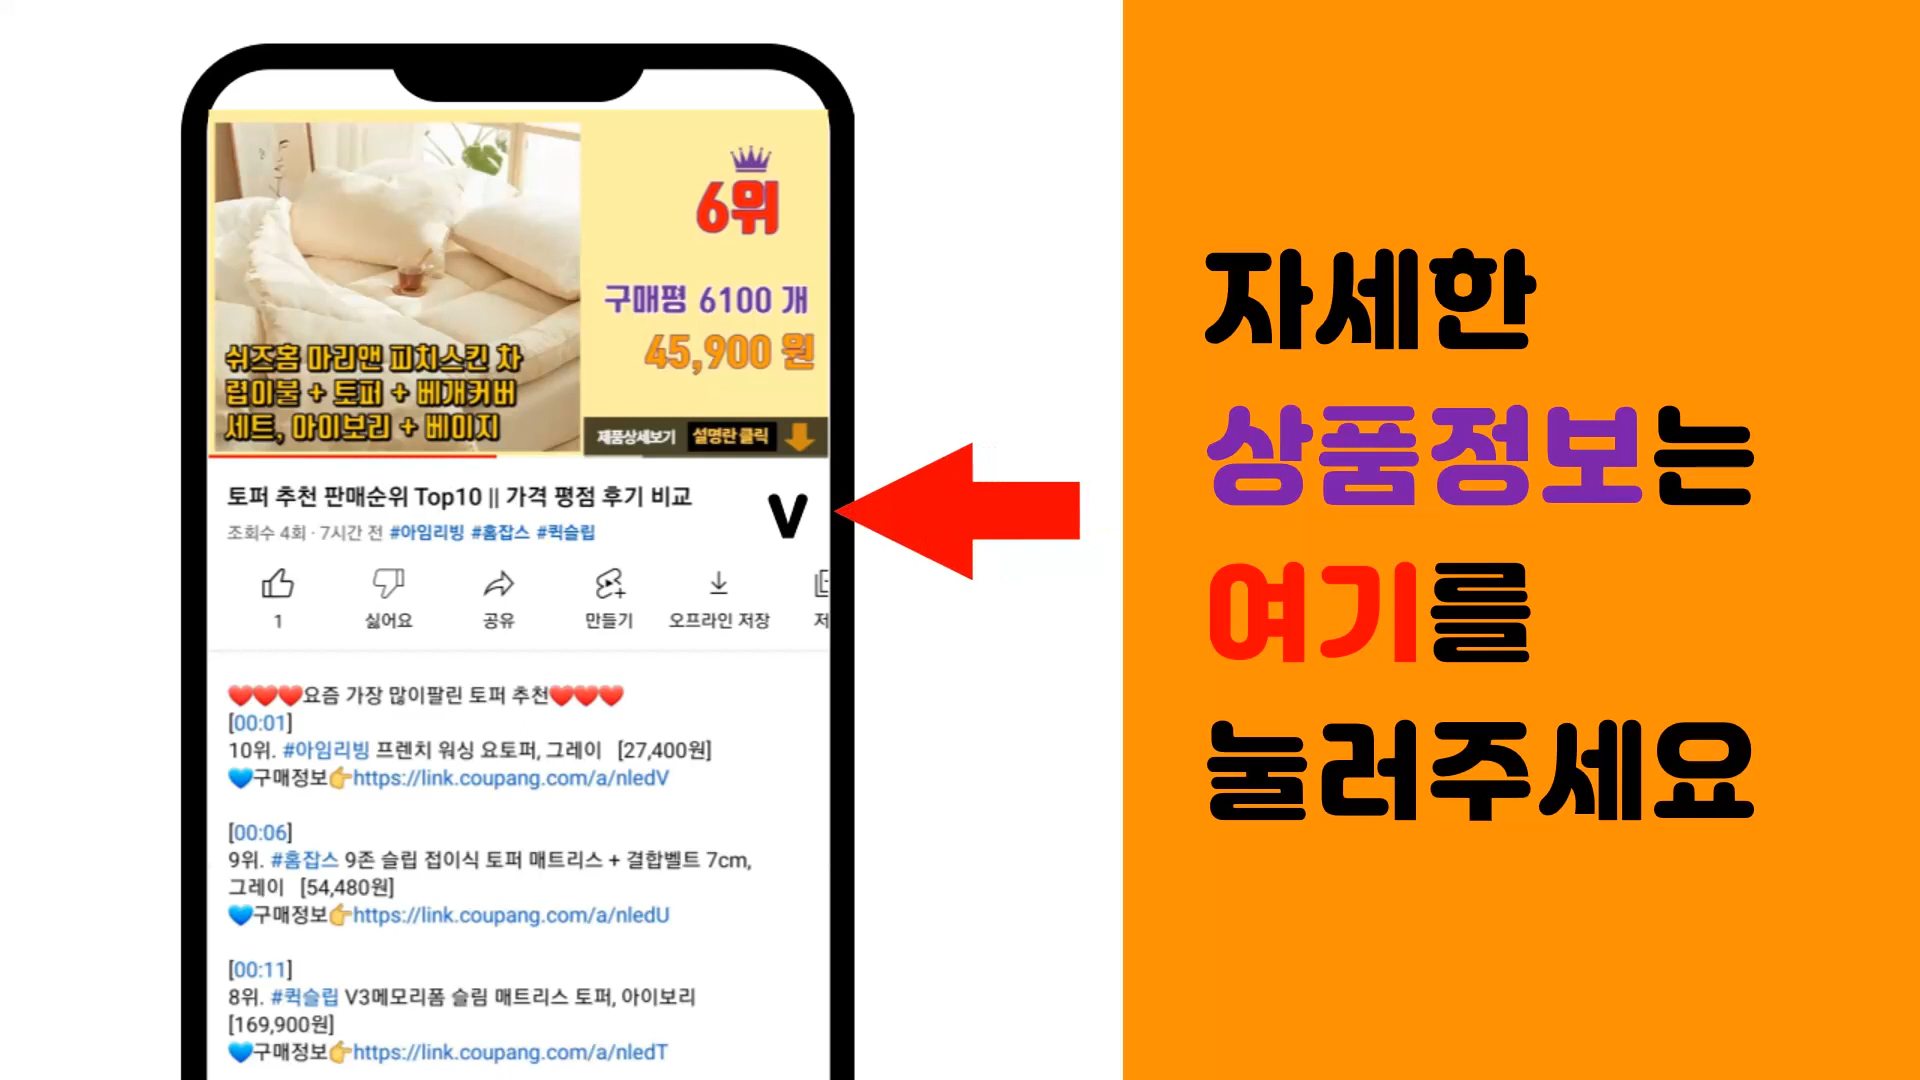 6위
구매평 6100 개
45,900 원
쉬즈홈 마리앤 피치스킨 차
렵이불 + 토퍼 + 베개커버
세트, 아이보리 + 베이지
제품상세보기 설명란 클릭
토퍼 추천 판매순위 Top10 || 가격 평점 후기 비교
V
조회수 4회 · 7시간 전 #아임리빙 #홈잡스 #퀵슬립
1 싫어요 공유 만들기 오프라인 저장 저
❤️❤️❤️요즘 가장 많이팔린 토퍼 추천❤️❤️❤️
[00:01]
10위. #아임리빙 프렌치 워싱 요토퍼, 그레이 [27,400원]
💙구매정보👉https://link.coupang.com/a/nledV
[00:06]
9위. #홈잡스 9존 슬립 접이식 토퍼 매트리스 + 결합벨트 7cm,
그레이 [54,480원]
💙구매정보👉https://link.coupang.com/a/nledU
[00:11]
8위. #퀵슬립 V3메모리폼 슬림 매트리스 토퍼, 아이보리
[169,900원]
💙구매정보👉https://link.coupang.com/a/nledT
자세한
상품정보는
여기를
눌러주세요